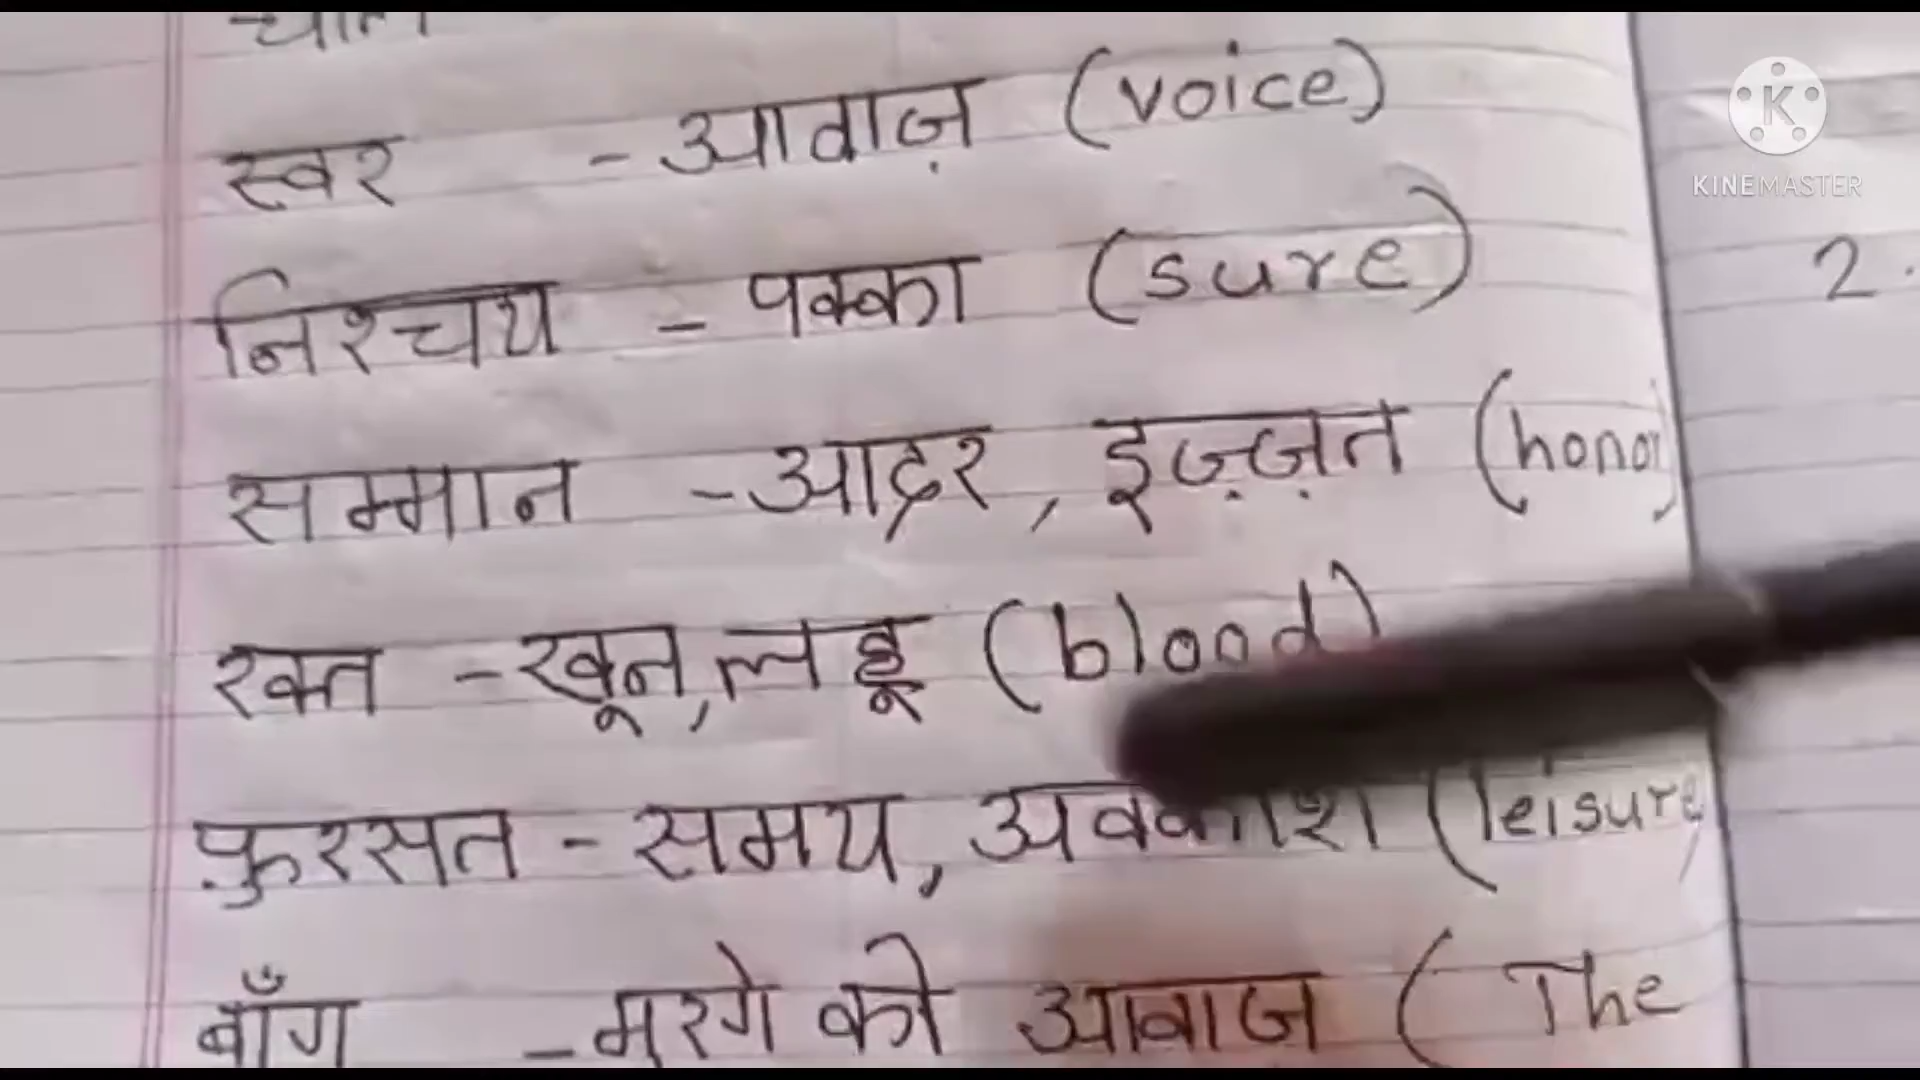 स्वर - आवाज़ (voice)
निश्चय - पक्का (sure)
सम्मान - आदर, इज़्ज़त (honor)
रक्त - खून, लहू (blood)
फ़ुरसत - समय, अवकाश (leisure)
बाँग - मुरगे की आवाज़ (The
2.
K
KINEMASTER